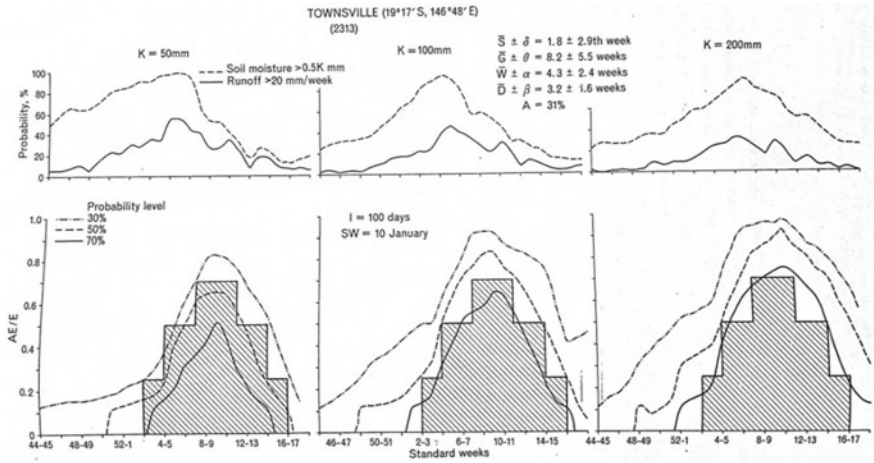 TOWNSVILLE (19°17′ S, 146°48′ E)
(2313)
K = 50mm
K = 100mm
K = 200mm
S̄ ± δ = 1.8 ± 2.9th week
Ḡ ± θ = 8.2 ± 5.5 weeks
W̄ ± α = 4.3 ± 2.4 weeks
D̄ ± β = 3.2 ± 1.6 weeks
A = 31%
Soil moisture >0.5K mm
Runoff >20 mm/week
Probability, %
100
80
60
40
20
0
Probability level
30%
50%
70%
I = 100 days
SW = 10 January
AE/E
1.0
0.8
0.6
0.4
0.2
0
44–45 48–49 52–1 4–5 8–9 12–13 16–17
46–47 50–51 2–3 6–7 10–11 14–15
44–45 48–49 52–1 4–5 8–9 12–13 16–17
Standard weeks